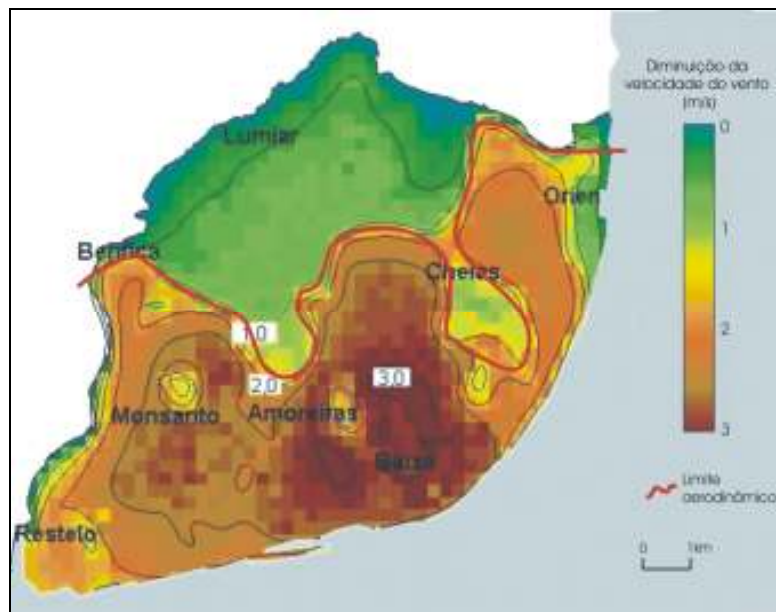 Diminuição da
velocidade do vento
(m/s)
0
Lumiar
Orien
1
Benfica
Chelas
1,0
2
2,0
3,0
Monsanto
Amoreiras
Baixa
3
Limite
aerodinâmico
Restelo
0 1km